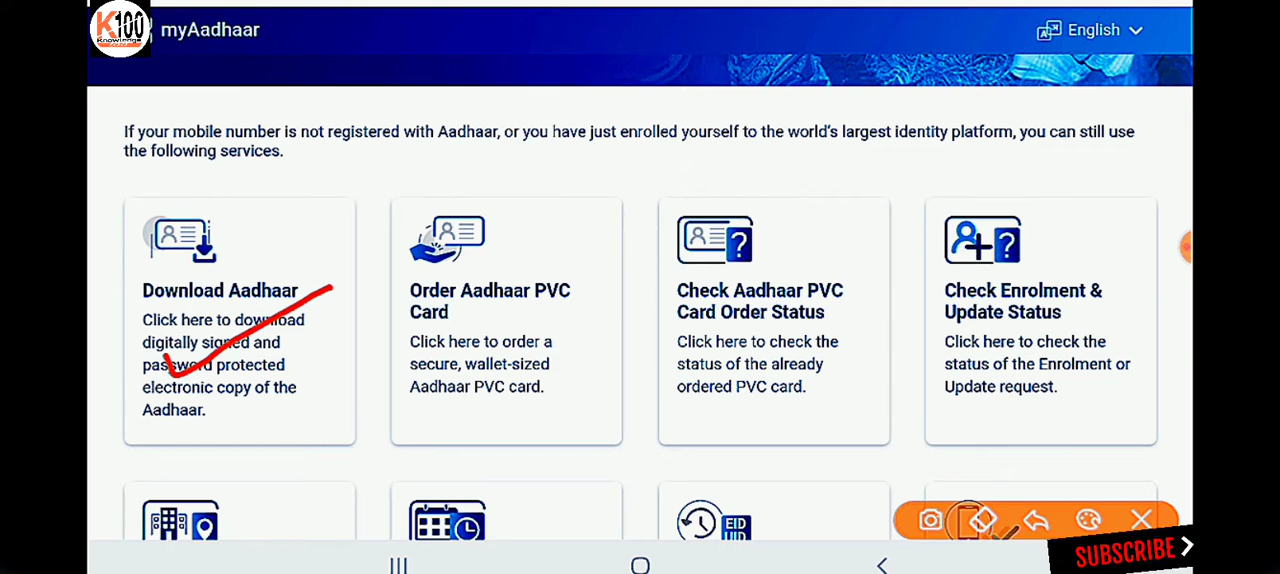 K100
Knowledge
myAadhaar
English
If your mobile number is not registered with Aadhaar, or you have just enrolled yourself to the world's largest identity platform, you can still use
the following services.
Download Aadhaar
Click here to download
digitally signed and
password protected
electronic copy of the
Aadhaar.
Order Aadhaar PVC
Card
Click here to order a
secure, wallet-sized
Aadhaar PVC card.
Check Aadhaar PVC
Card Order Status
Click here to check the
status of the already
ordered PVC card.
Check Enrolment &
Update Status
Click here to check the
status of the Enrolment or
Update request.
EID
UID
SUBSCRIBE